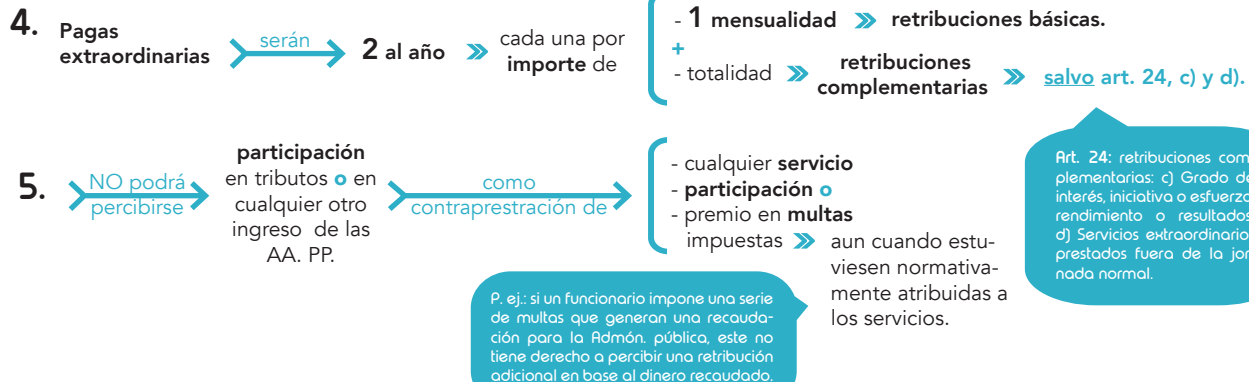 4. Pagas
extraordinarias
serán
2 al año
cada una por
importe de
- 1 mensualidad
retribuciones básicas.
+
- totalidad
retribuciones
complementarias
salvo art. 24, c) y d).
Art. 24: retribuciones com-
plementarias: c) Grado de
interés, iniciativa o esfuerzo
rendimiento o resultados
d) Servicios extraordinario
prestados fuera de la jor-
nada normal.
5.
NO podrá
percibirse
participación
en tributos o en
cualquier otro
ingreso de las
AA. PP.
como
contraprestración de
- cualquier servicio
- participación o
- premio en multas
impuestas
aun cuando estu-
viesen normativa-
mente atribuidas a
los servicios.
P. ej.: si un funcionario impone una serie
de multas que generan una recauda-
ción para la Admón. pública, este no
tiene derecho a percibir una retribución
adicional en base al dinero recaudado.